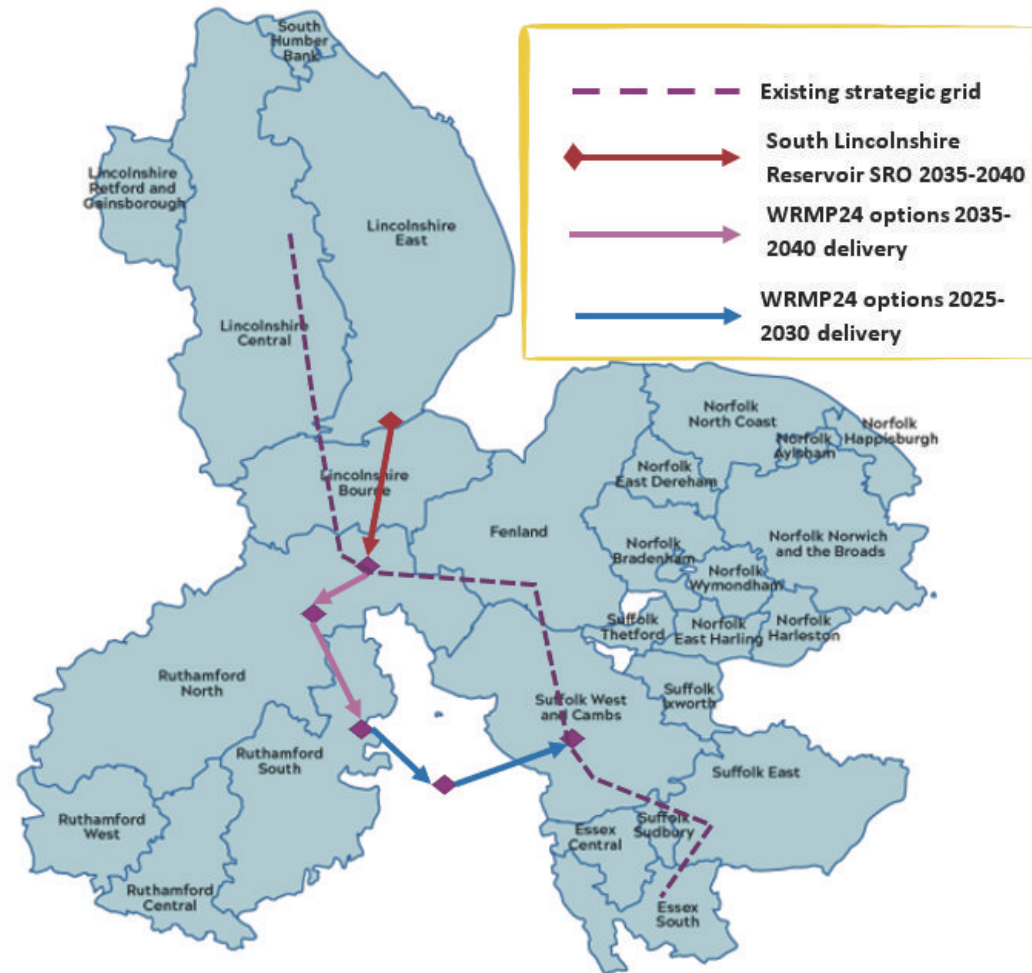 South
Humber
Bank
Existing strategic grid
South Lincolnshire
Reservoir SRO 2035-2040
WRMP24 options 2035-
2040 delivery
WRMP24 options 2025-
2030 delivery
Lincolnshire
Retford and
Gainsborough
Lincolnshire
East
Lincolnshire
Central
Lincolnshire
Bourne
Fenland
Norfolk
North Coast
Norfolk
Happisburgh
Norfolk
Aylsham
Norfolk
East Dereham
Norfolk
Bradenham
Norfolk Norwich
and the Broads
Norfolk
Wymondham
Suffolk
Thetford
Norfolk
East Harling
Norfolk
Harleston
Ruthamford
North
Suffolk West
and Cambs
Suffolk
Ixworth
Ruthamford
South
Suffolk East
Ruthamford
West
Essex
Central
Suffolk
Sudbury
Ruthamford
Central
Essex
South